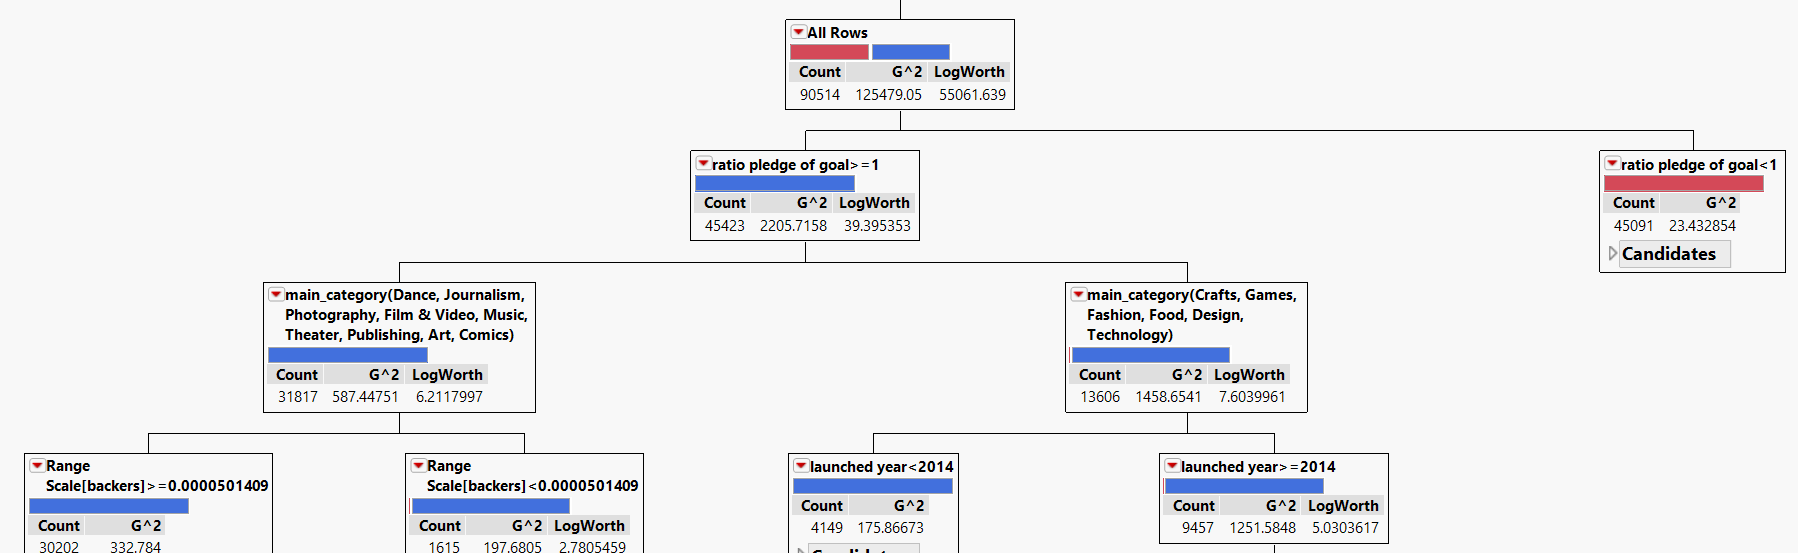 All Rows
Count G^2 LogWorth
90514 125479.05 55061.639
ratio pledge of goal>=1
Count G^2 LogWorth
45423 2205.7158 39.395353
ratio pledge of goal<1
Count G^2
45091 23.432854
Candidates
main_category(Dance, Journalism,
Photography, Film & Video, Music,
Theater, Publishing, Art, Comics)
Count G^2 LogWorth
31817 587.44751 6.2117997
main_category(Crafts, Games,
Fashion, Food, Design,
Technology)
Count G^2 LogWorth
13606 1458.6541 7.6039961
Range
Scale[backers]>=0.0000501409
Count G^2
30202 332.784
Range
Scale[backers]<0.0000501409
Count G^2 LogWorth
1615 197.6805 2.7805459
launched year<2014
Count G^2
4149 175.86673
launched year>=2014
Count G^2 LogWorth
9457 1251.5848 5.0303617